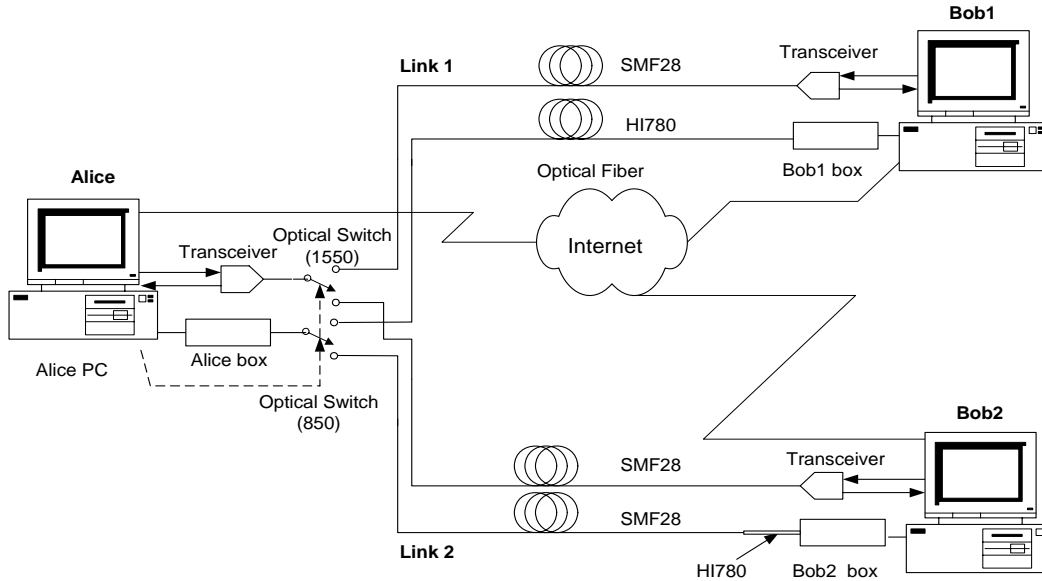 Bob1
Transceiver
Link 1
SMF28
HI780
Bob1 box
Optical Fiber
Alice
Optical Switch
(1550)
Transceiver
Internet
Alice box
Alice PC
Optical Switch
(850)
Bob2
Transceiver
SMF28
SMF28
Link 2
HI780
Bob2 box